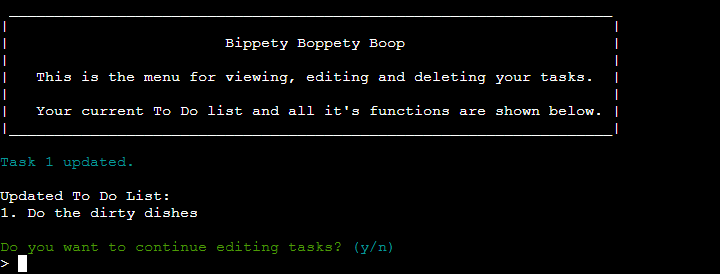 Bippety Boppety Boop
This is the menu for viewing, editing and deleting your tasks.
Your current To Do list and all it's functions are shown below.
Task 1 updated.
Updated To Do List:
1. Do the dirty dishes
Do you want to continue editing tasks? (y/n)
>